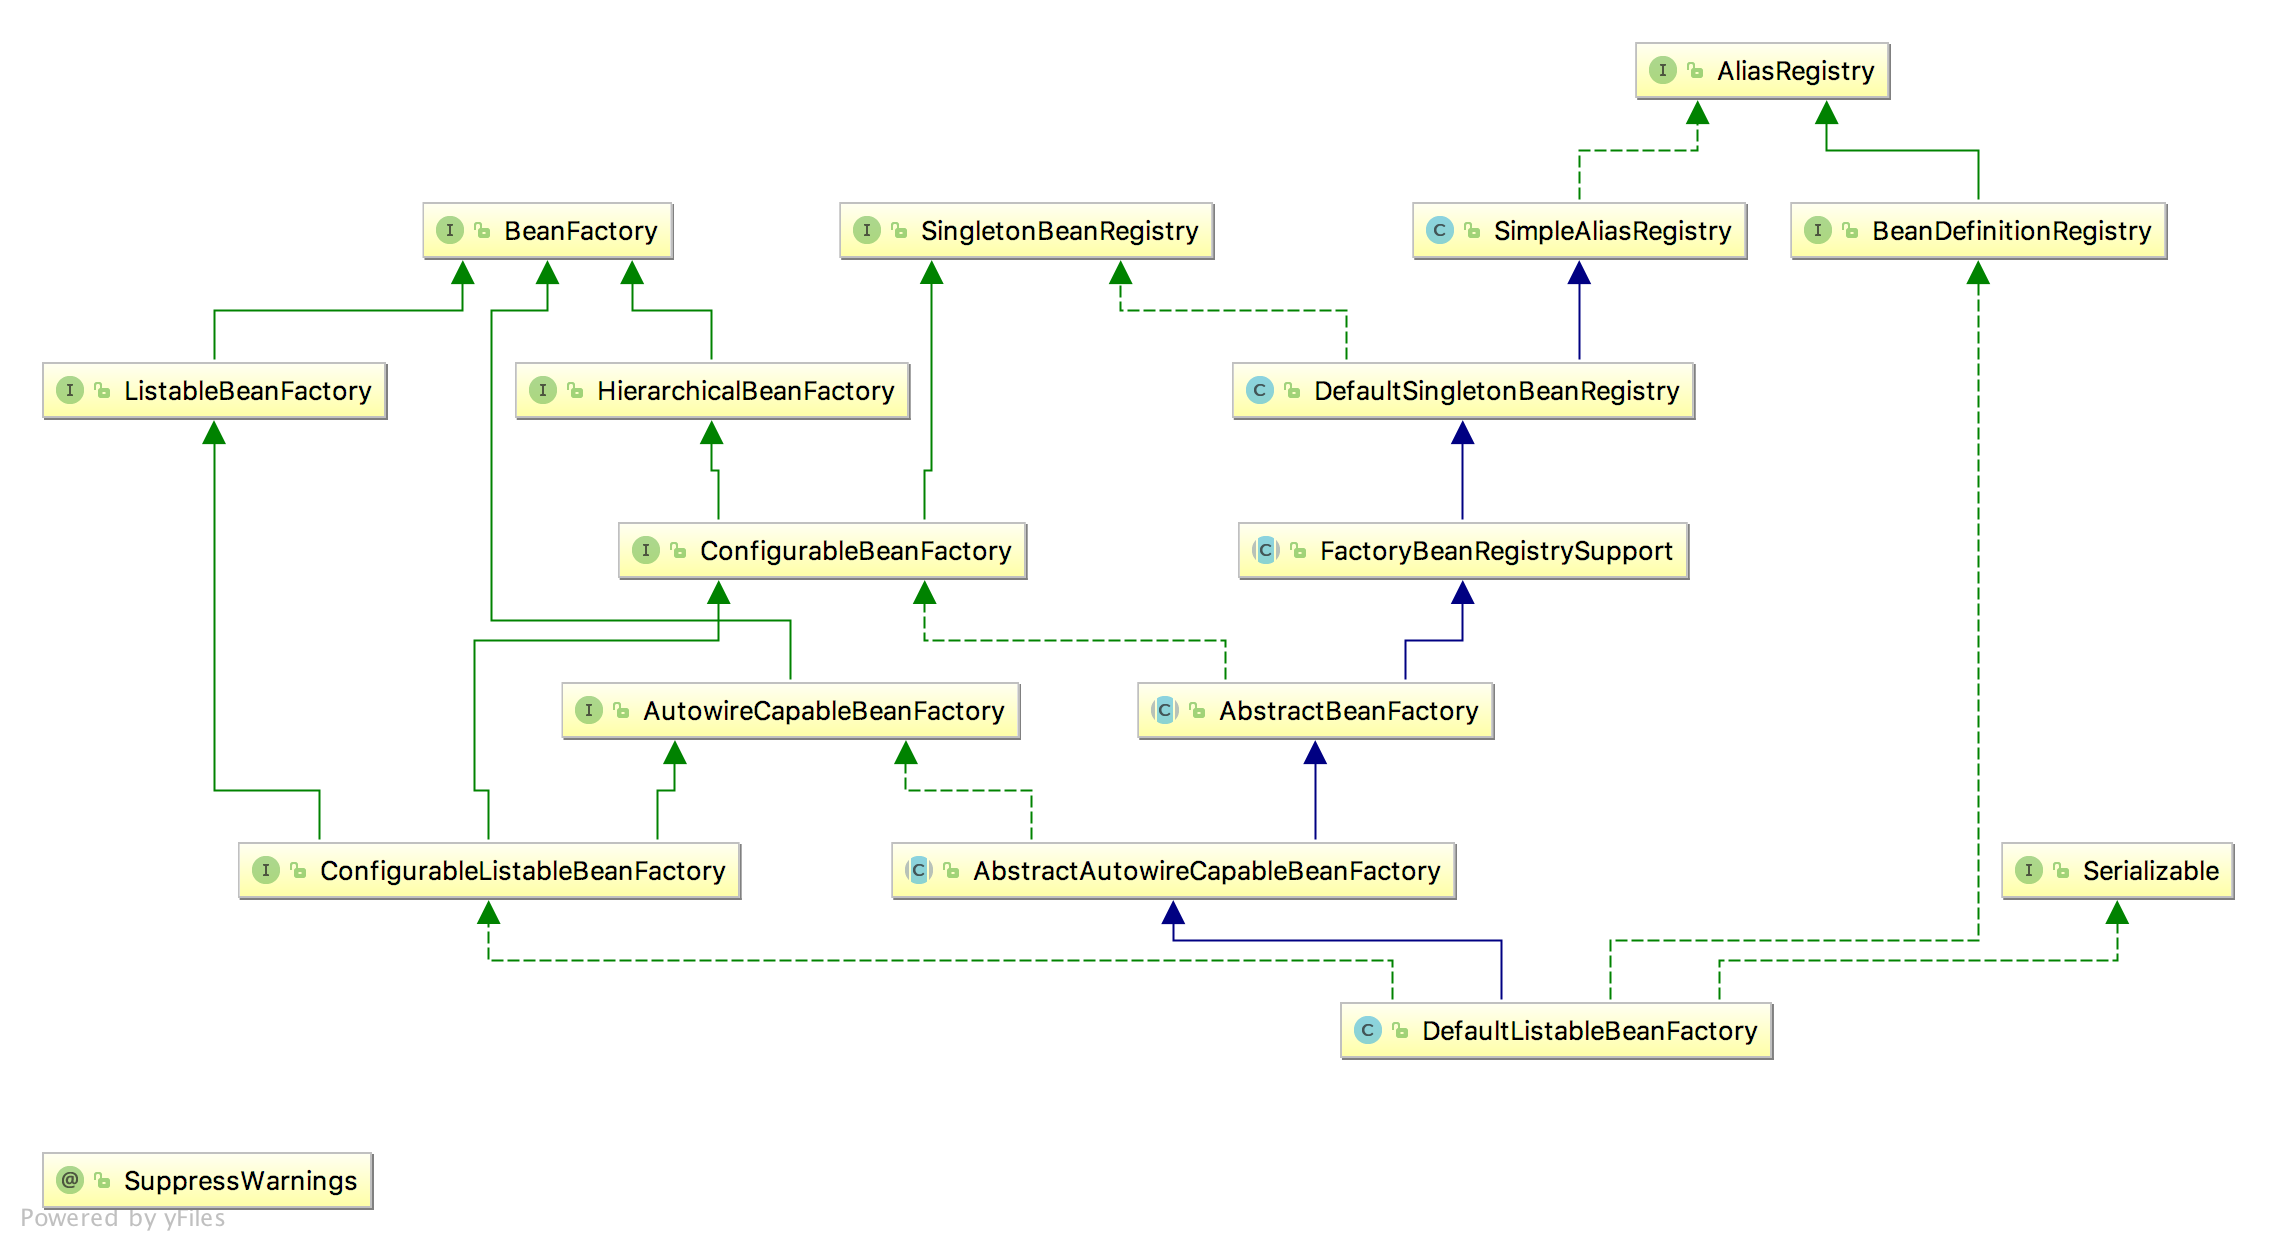 I AliasRegistry
I BeanFactory
I SingletonBeanRegistry
C SimpleAliasRegistry
I BeanDefinitionRegistry
I ListableBeanFactory
I HierarchicalBeanFactory
C DefaultSingletonBeanRegistry
I ConfigurableBeanFactory
C FactoryBeanRegistrySupport
I AutowireCapableBeanFactory
C AbstractBeanFactory
I ConfigurableListableBeanFactory
C AbstractAutowireCapableBeanFactory
I Serializable
C DefaultListableBeanFactory
@ SuppressWarnings
Powered by yFiles